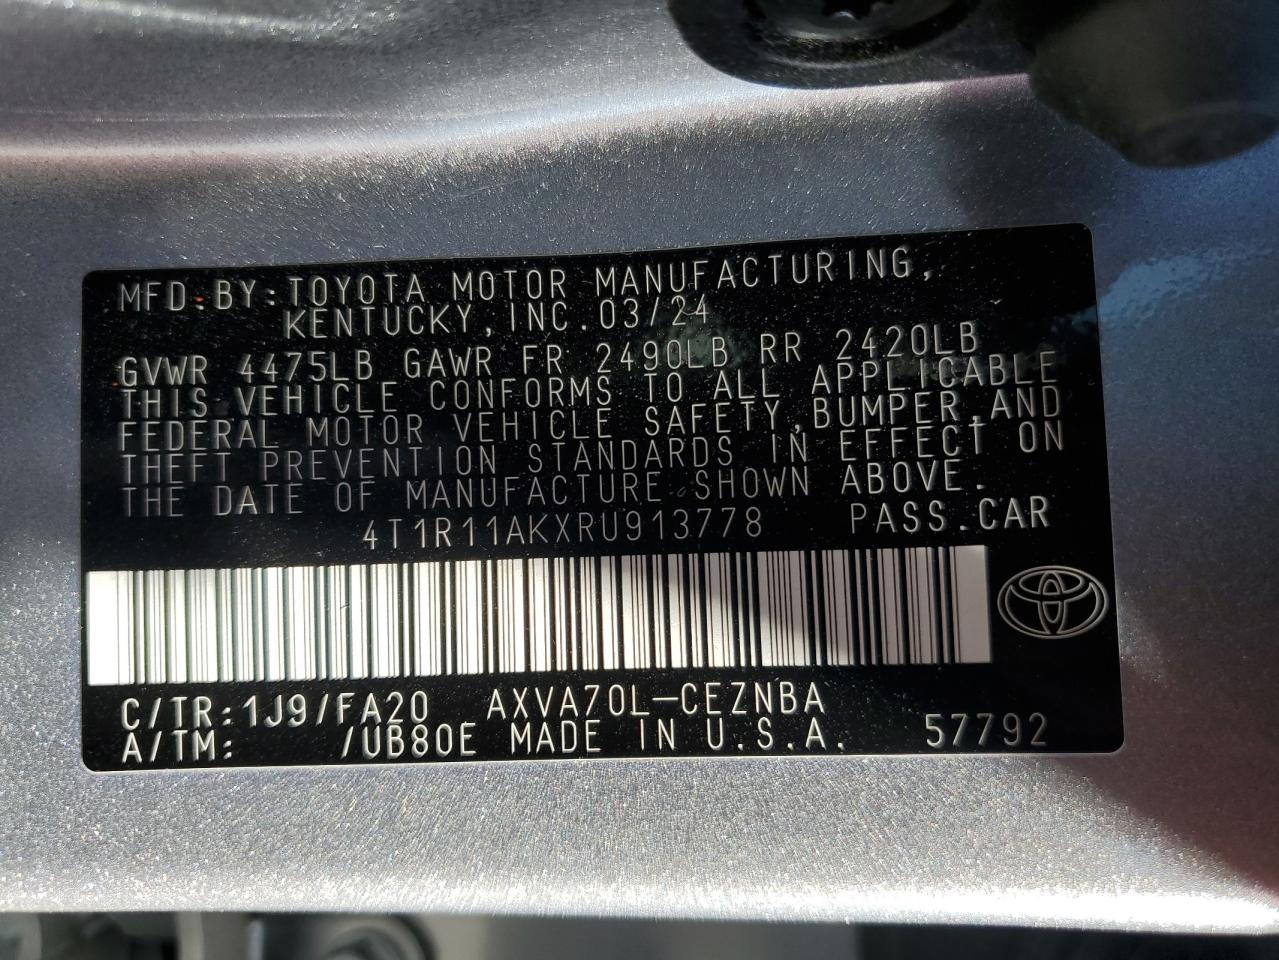 MFD.BY:TOYOTA MOTOR MANUFACTURING,
KENTUCKY,INC.03/24
GVWR 4475LB GAWR FR 2490LB RR 2420LB
THIS VEHICLE CONFORMS TO ALL APPLICABLE
FEDERAL MOTOR VEHICLE SAFETY,BUMPER,AND
THEFT PREVENTION STANDARDS IN EFFECT ON
THE DATE OF MANUFACTURE SHOWN ABOVE.
4T1R11AKXRU913778 PASS.CAR
C/TR:1J9/FA20 AXVA70L-CEZNBA
A/TM: /UB80E MADE IN U.S.A. 57792